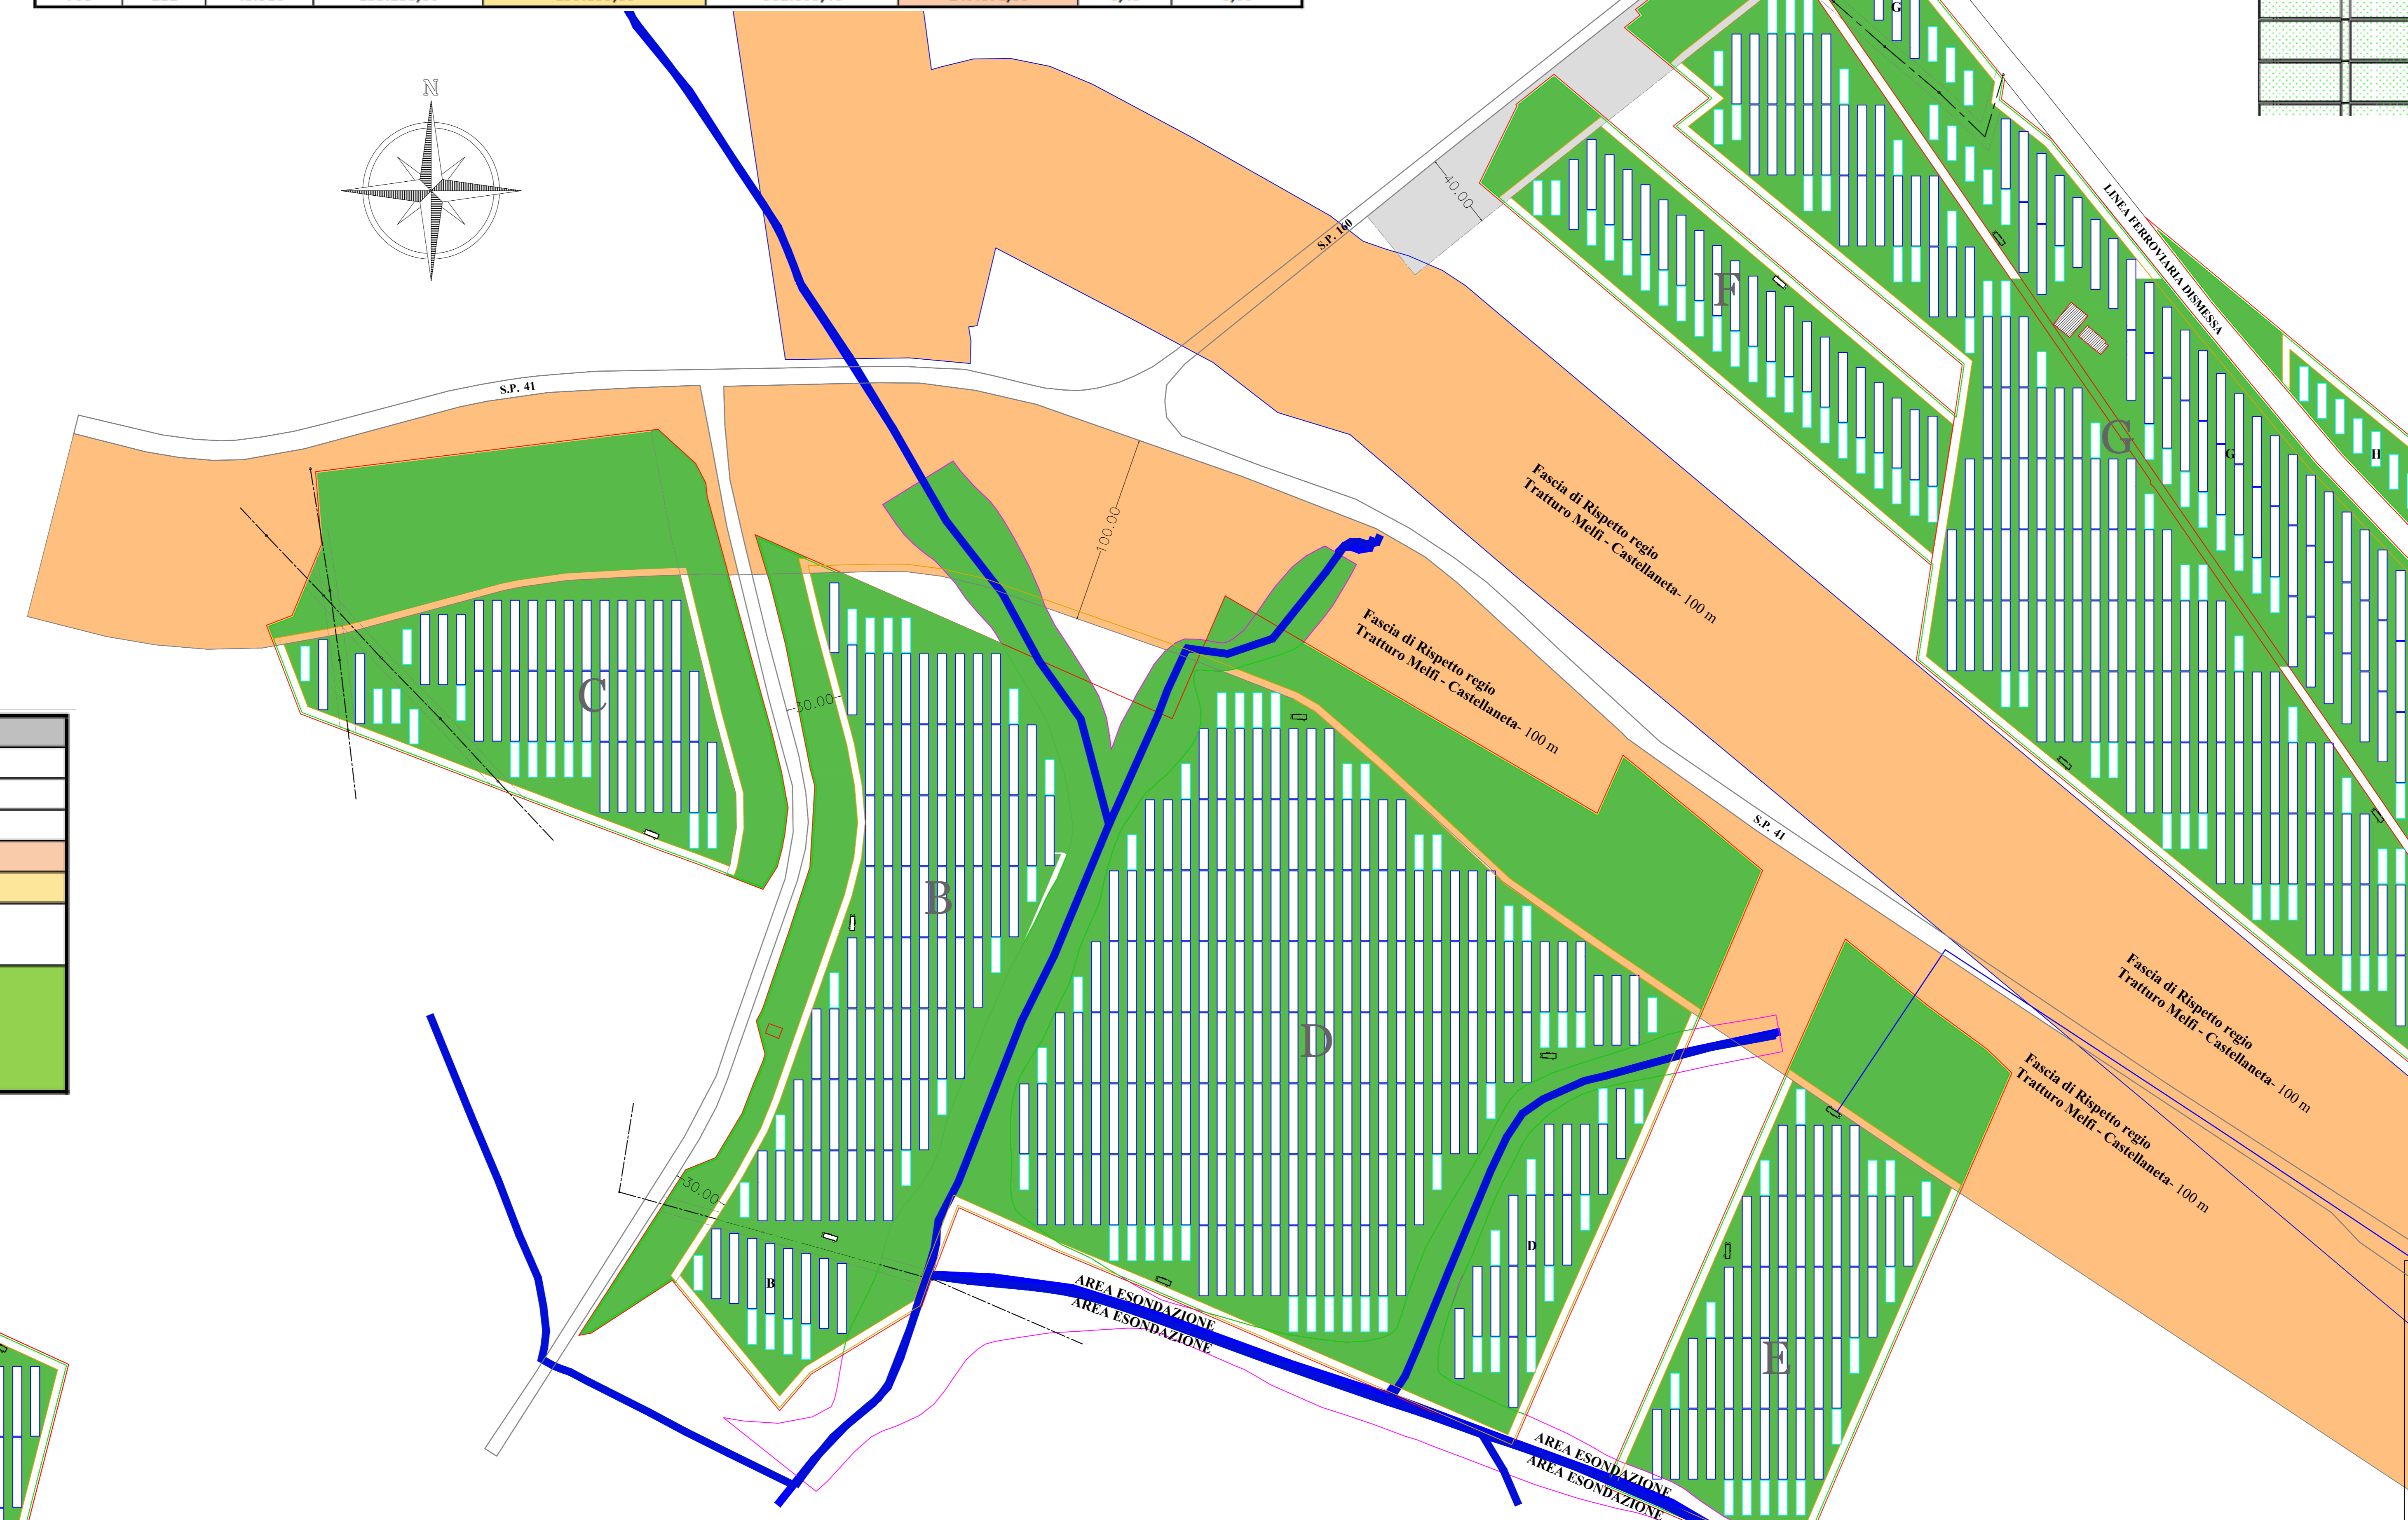 N
G
40.00
S.P. 160
LINEA FERROVIARIA DISMESSA
F
S.P. 41
G
G
H
Fascia di Rispetto regio
Tratturo Melfi - Castellaneta- 100 m
100.00
Fascia di Rispetto regio
Tratturo Melfi - Castellaneta- 100 m
C
30.00
S.P. 41
B
D
Fascia di Rispetto regio
Tratturo Melfi - Castellaneta- 100 m
Fascia di Rispetto regio
Tratturo Melfi - Castellaneta- 100 m
30.00
D
B
AREA ESONDAZIONE
AREA ESONDAZIONE
E
AREA ESONDAZIONE
AREA ESONDAZIONE